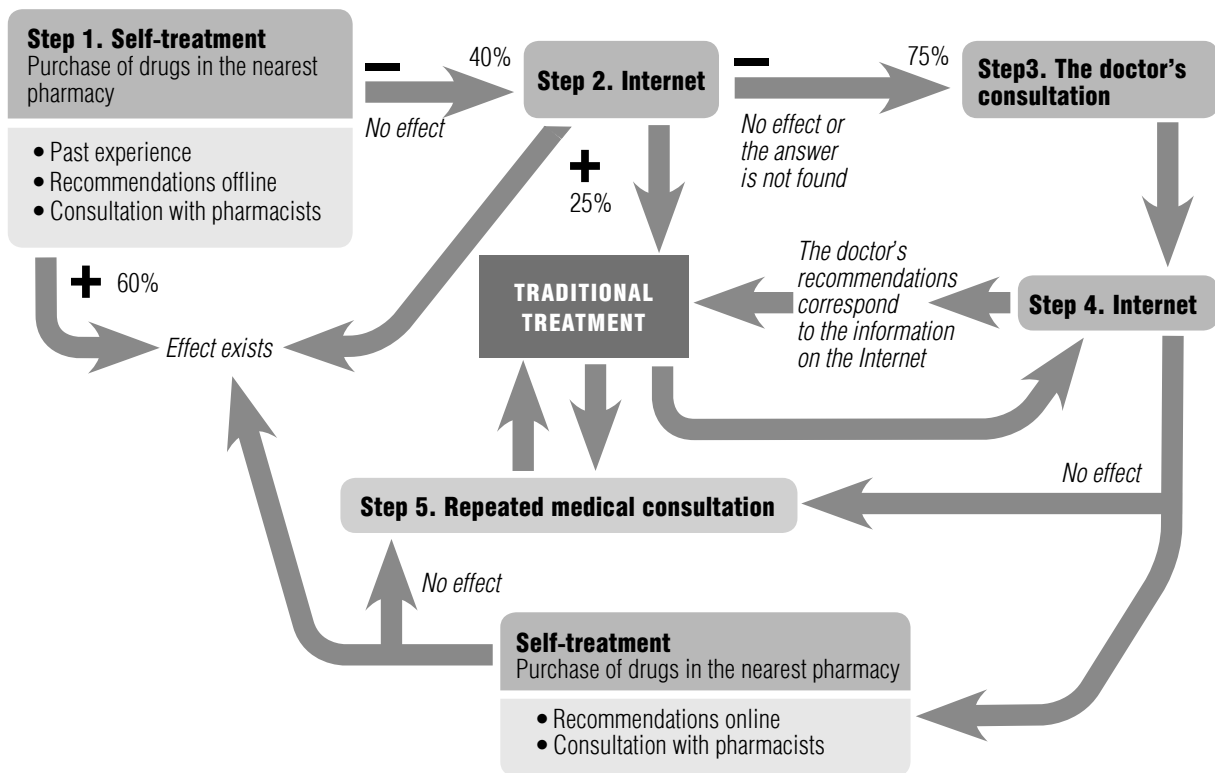 Step 1. Self-treatment
Purchase of drugs in the nearest
pharmacy
• Past experience
• Recommendations offline
• Consultation with pharmacists
40%
No effect
Step 2. Internet
75%
No effect or
the answer
is not found
Step3. The doctor's
consultation
25%
60%
Effect exists
TRADITIONAL
TREATMENT
The doctor's
recommendations
correspond
to the information
on the Internet
Step 4. Internet
No effect
Step 5. Repeated medical consultation
No effect
Self-treatment
Purchase of drugs in the nearest pharmacy
• Recommendations online
• Consultation with pharmacists